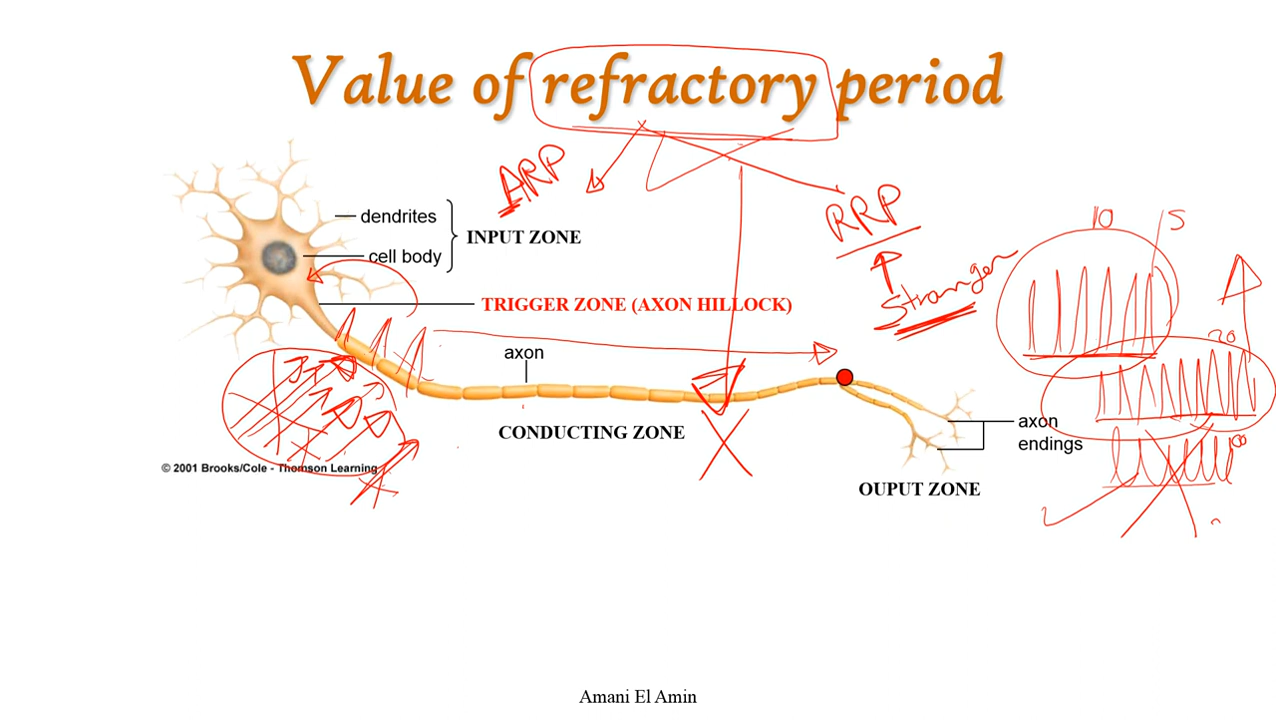 Value of refractory period
ARP
RRP
Stronger
10
5
20
dendrites
cell body
INPUT ZONE
TRIGGER ZONE (AXON HILLOCK)
axon
CONDUCTING ZONE
axon
endings
OUPUT ZONE
© 2001 Brooks/Cole - Thomson Learning
Amani El Amin